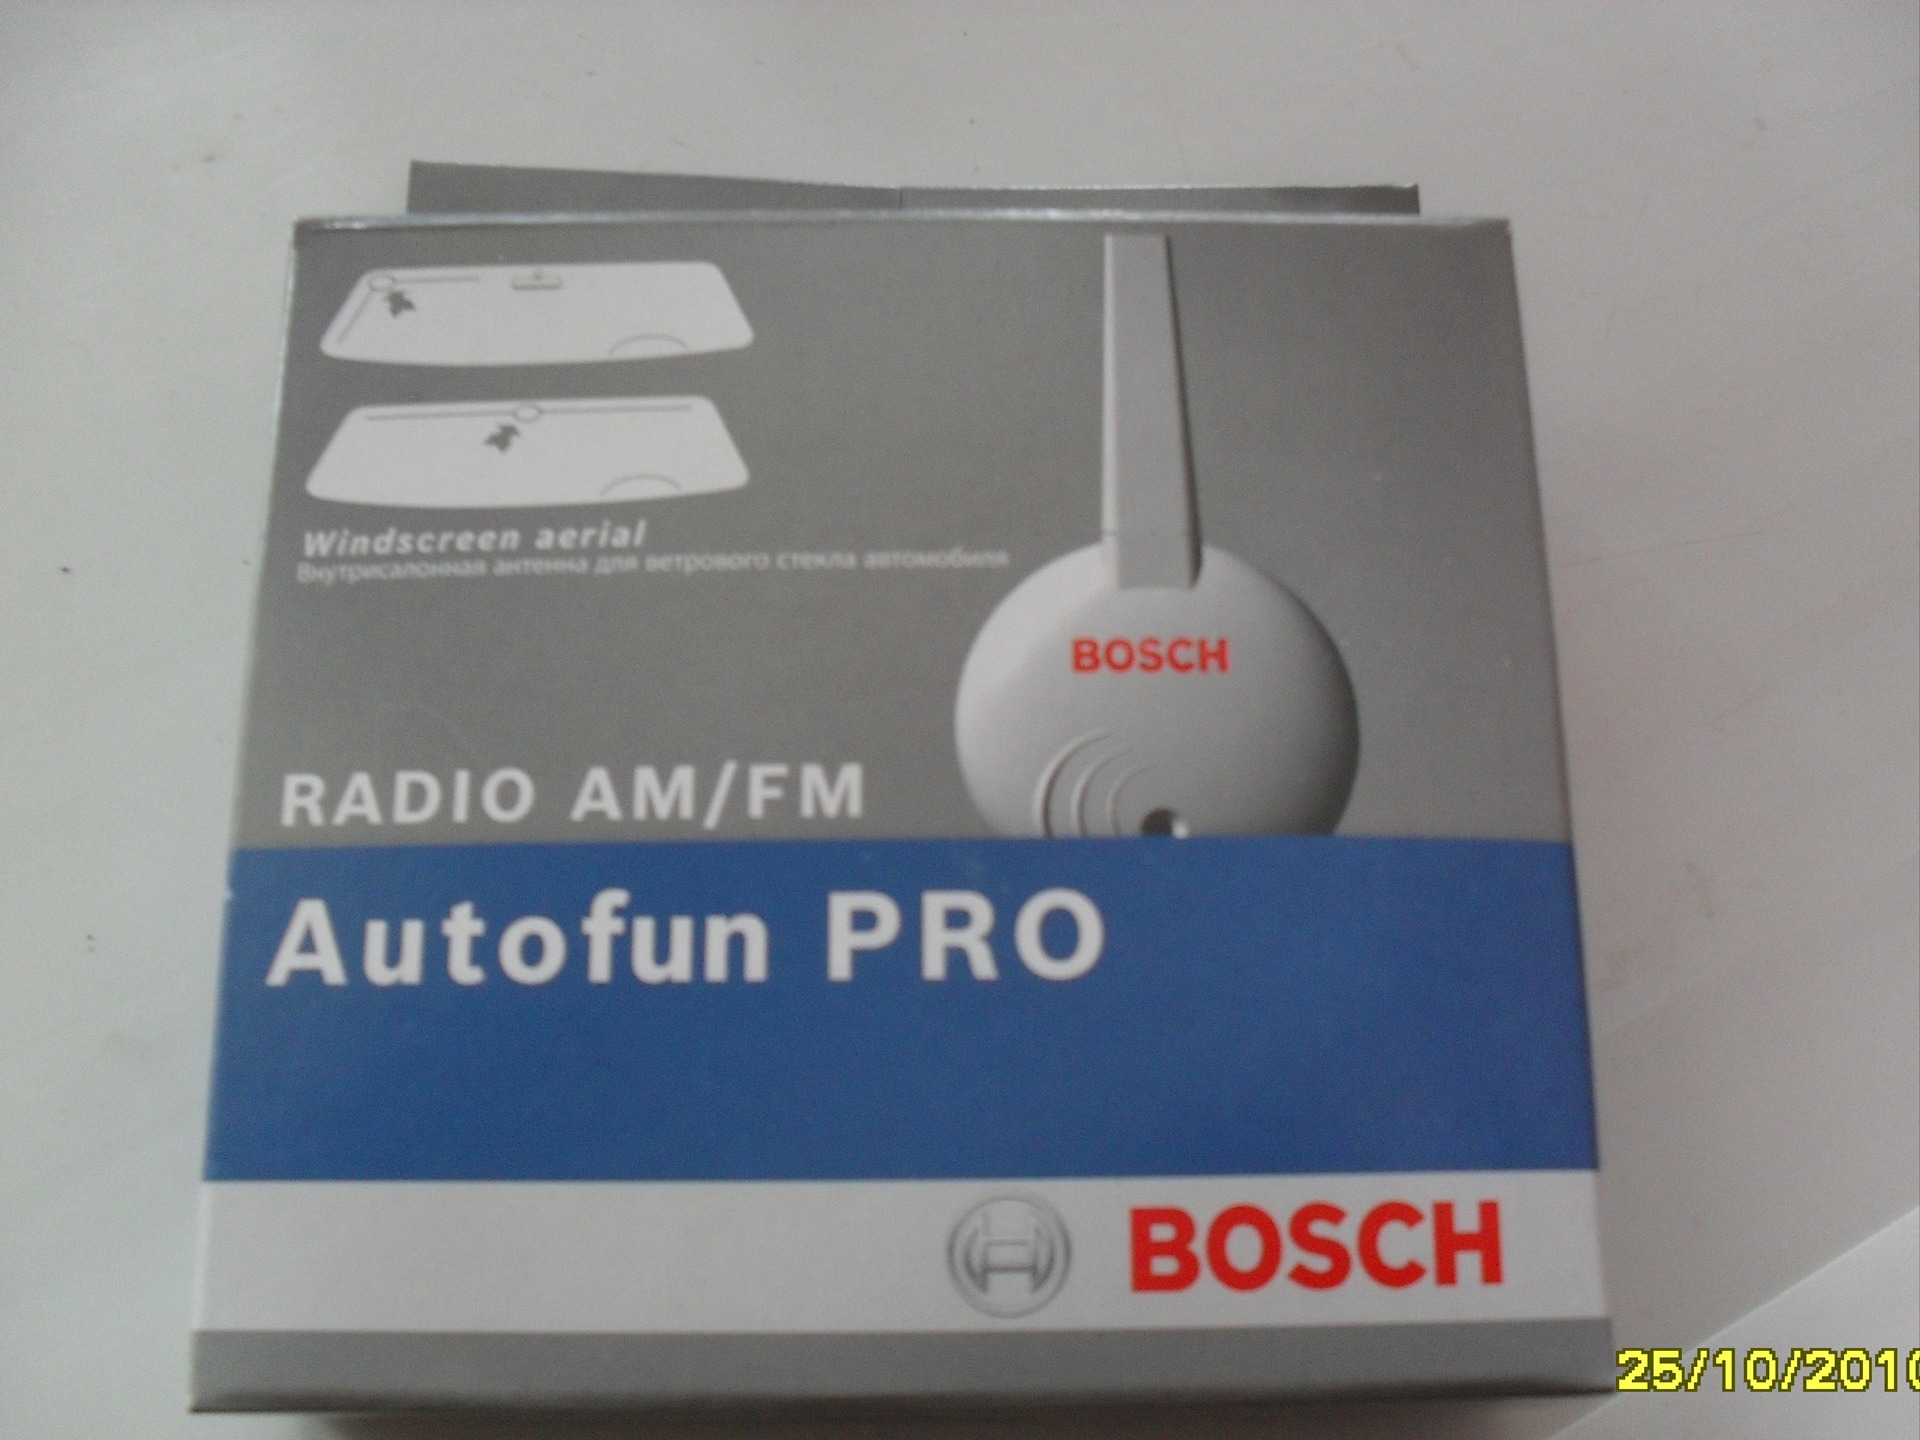 Windscreen aerial
Внутрисалонная антенна для ветрового стекла автомобиля
BOSCH
RADIO AM/FM
Autofun PRO
BOSCH
25/10/2010